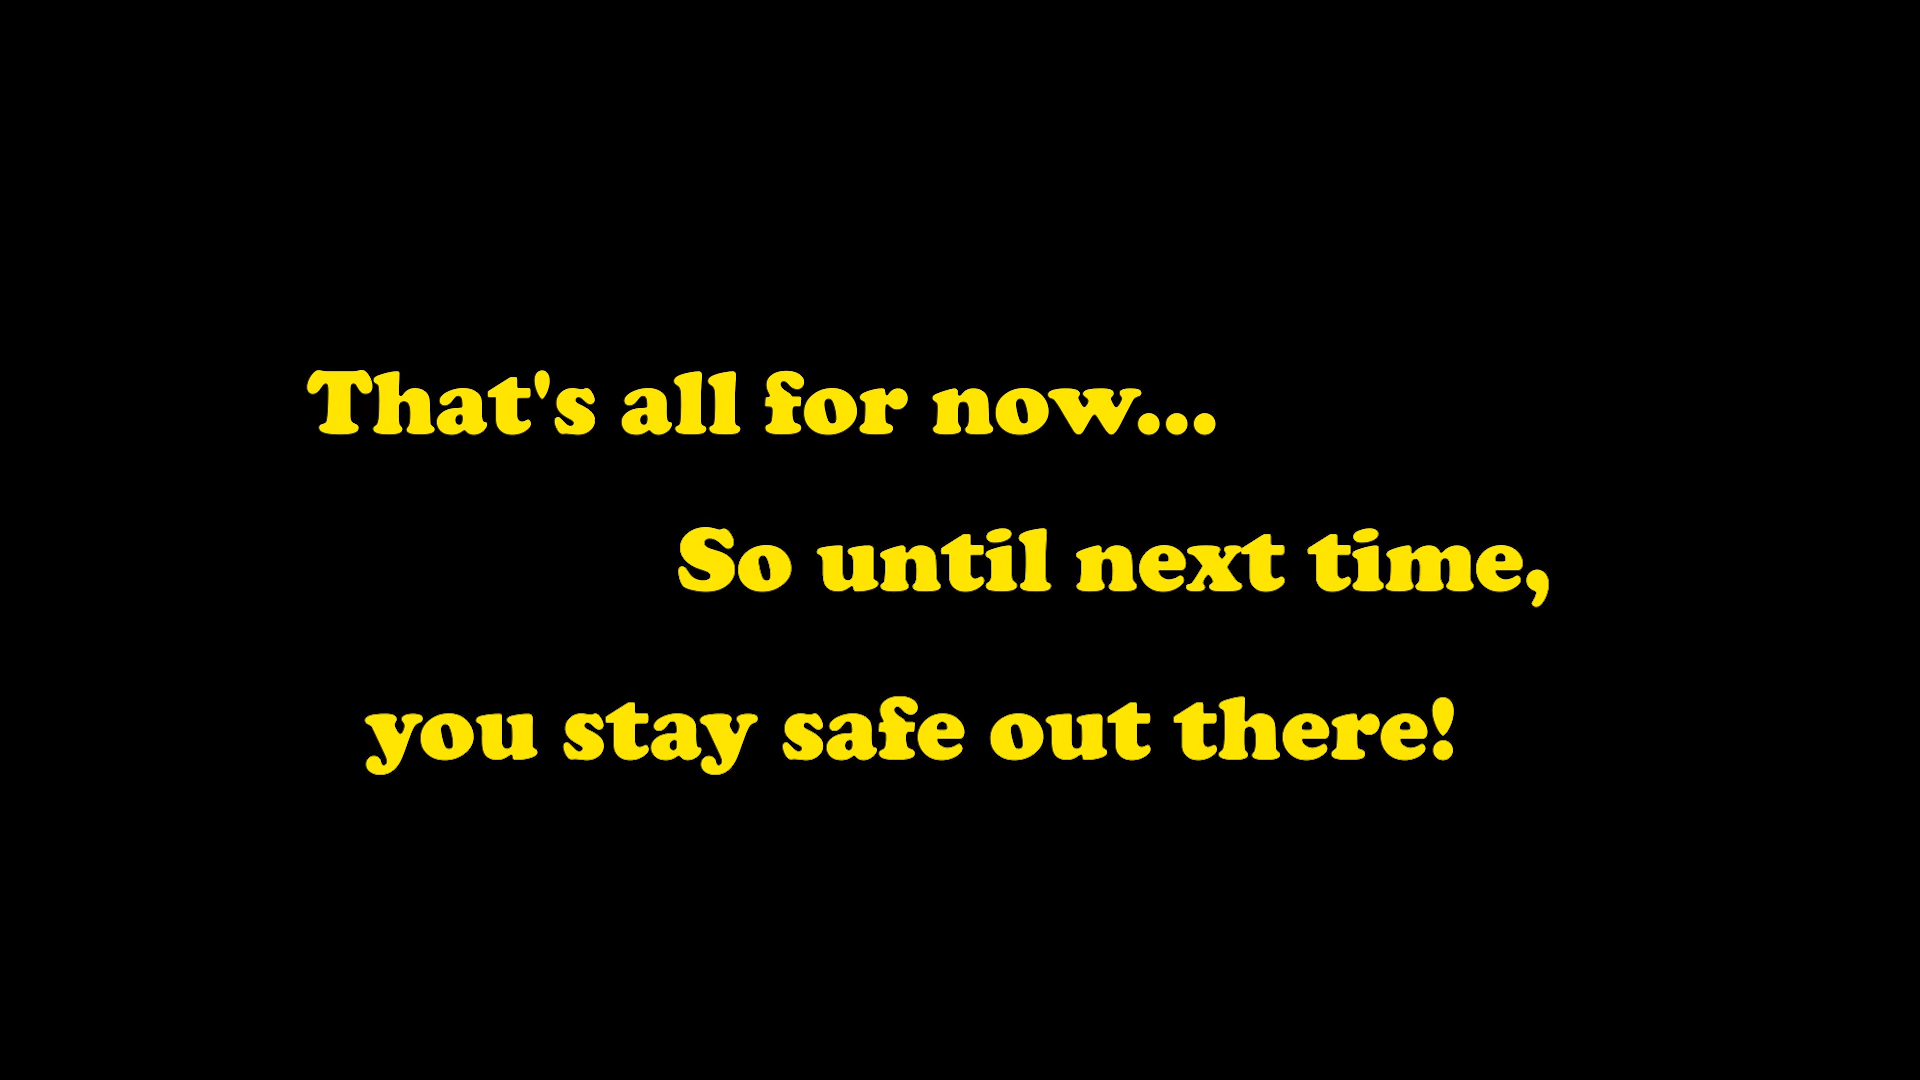 That's all for now...
So until next time,
you stay safe out there!